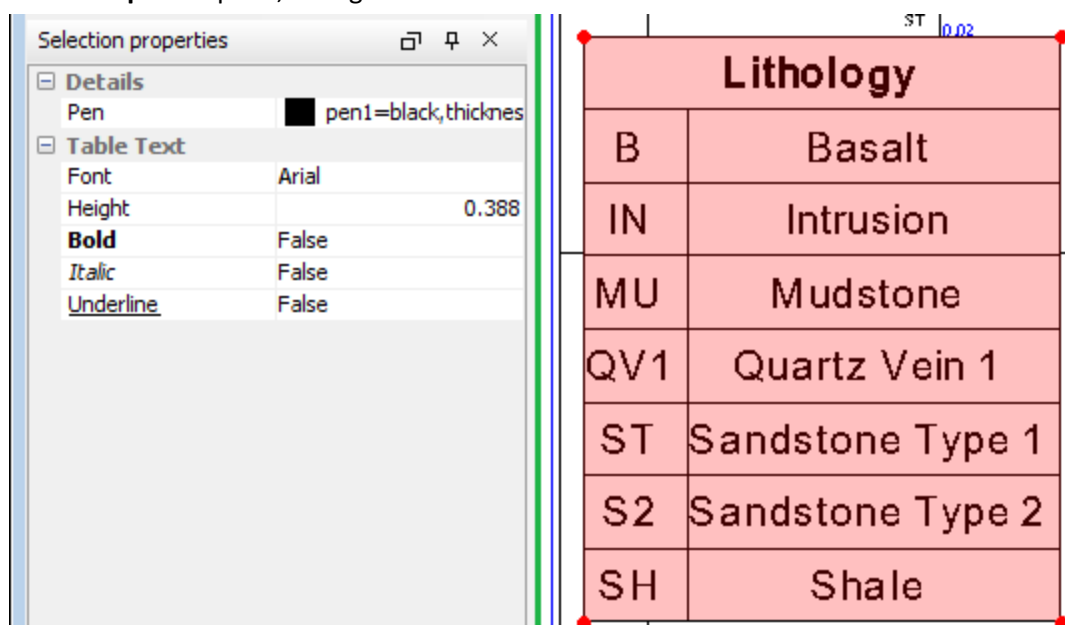 Selection properties
Details
Pen pen1=black,thicknes
Table Text
Font Arial
Height 0.388
Bold False
Italic False
Underline False
ST 0.02
Lithology
B Basalt
IN Intrusion
MU Mudstone
QV1 Quartz Vein 1
ST Sandstone Type 1
S2 Sandstone Type 2
SH Shale